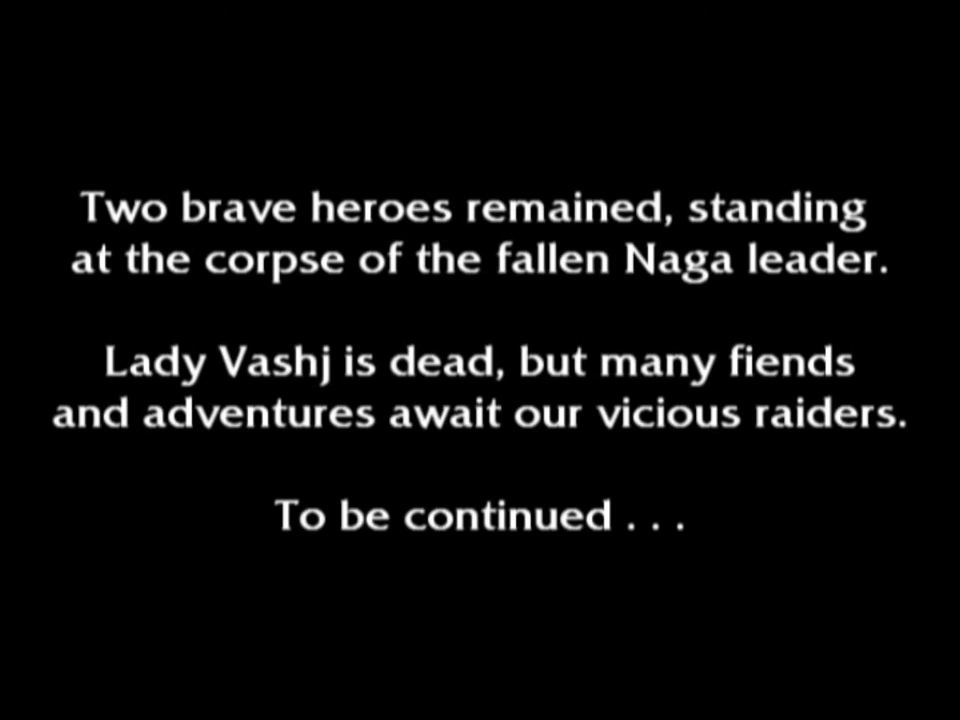 Two brave heroes remained, standing
at the corpse of the fallen Naga leader.
Lady Vashj is dead, but many fiends
and adventures await our vicious raiders.
To be continued . . .